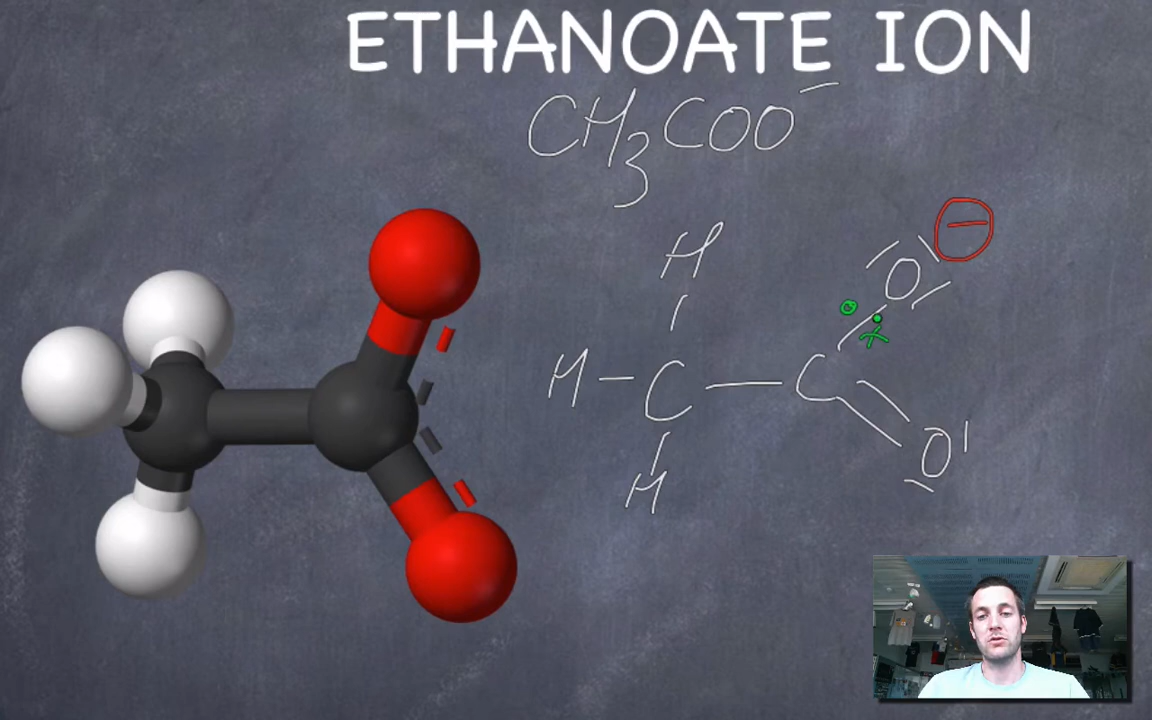 ETHANOATE ION
CH3COO−
H
O −
H − C — C
O
H